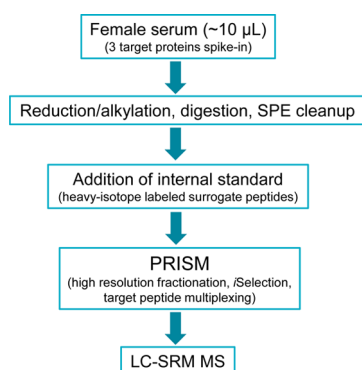 Female serum (~10 µL)
(3 target proteins spike-in)
Reduction/alkylation, digestion, SPE cleanup
Addition of internal standard
(heavy-isotope labeled surrogate peptides)
PRISM
(high resolution fractionation, iSelection,
target peptide multiplexing)
LC-SRM MS